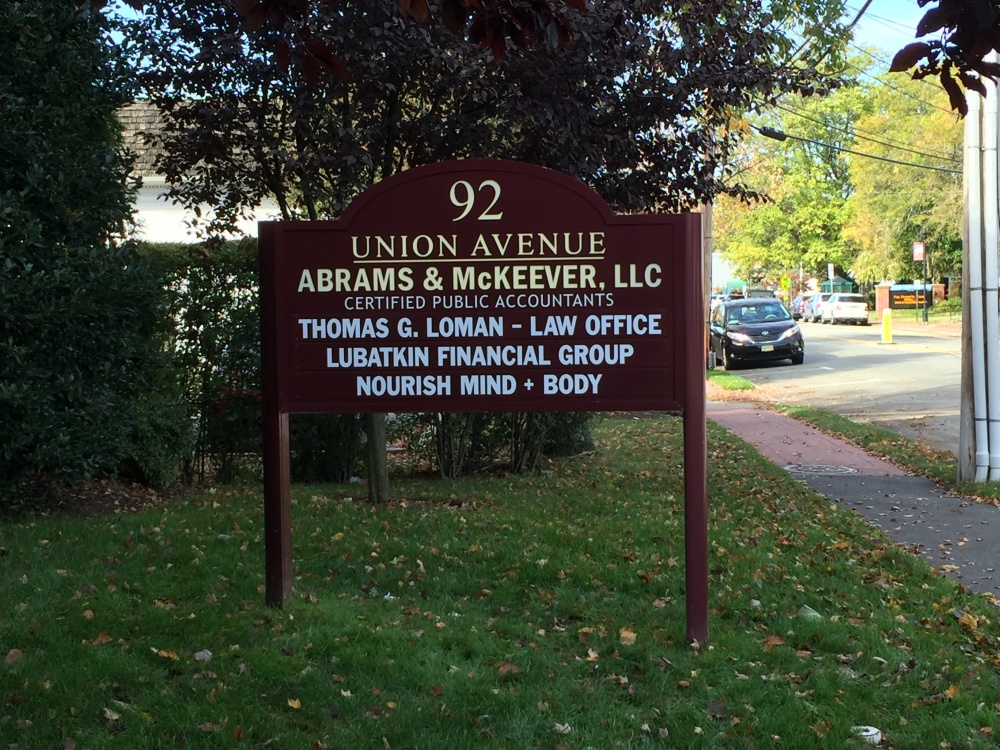 92
UNION AVENUE
ABRAMS & McKEEVER, LLC
CERTIFIED PUBLIC ACCOUNTANTS
THOMAS G. LOMAN - LAW OFFICE
LUBATKIN FINANCIAL GROUP
NOURISH MIND + BODY